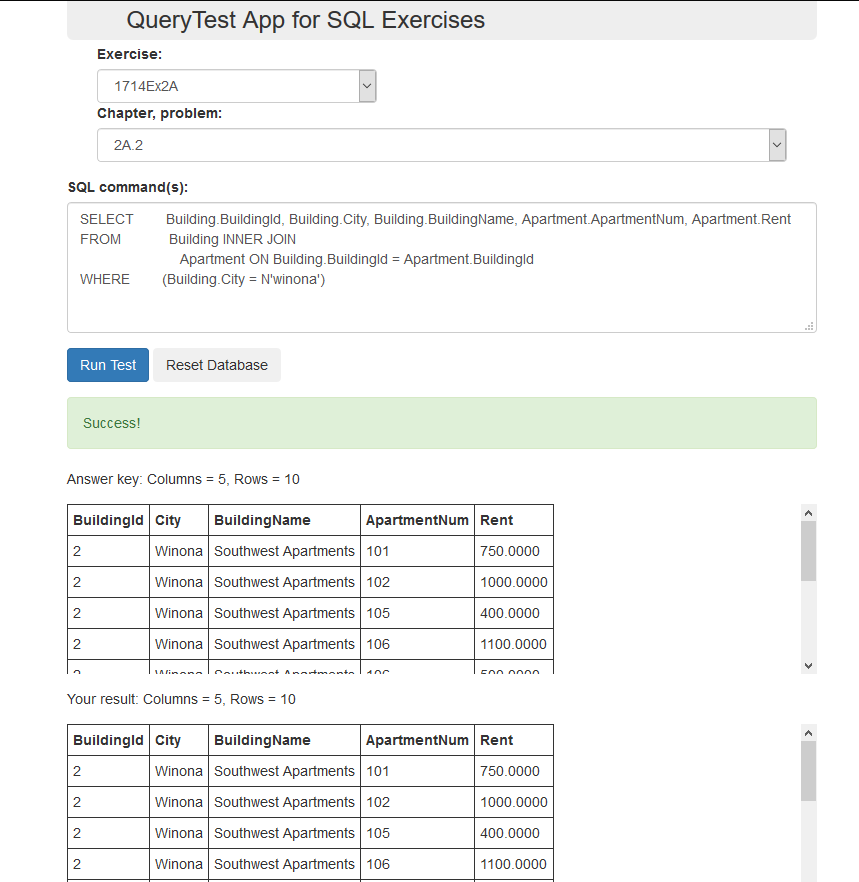 QueryTest App for SQL Exercises
Exercise:
1714Ex2A
Chapter, problem:
2A.2
SQL command(s):
SELECT Building.BuildingId, Building.City, Building.BuildingName, Apartment.ApartmentNum, Apartment.Rent
FROM Building INNER JOIN
Apartment ON Building.BuildingId = Apartment.BuildingId
WHERE (Building.City = N'winona')
Run Test Reset Database
Success!
Answer key: Columns = 5, Rows = 10
BuildingId City BuildingName ApartmentNum Rent
2 Winona Southwest Apartments 101 750.0000
2 Winona Southwest Apartments 102 1000.0000
2 Winona Southwest Apartments 105 400.0000
2 Winona Southwest Apartments 106 1100.0000
2 Winona Southwest Apartments
Your result: Columns = 5, Rows = 10
BuildingId City BuildingName ApartmentNum Rent
2 Winona Southwest Apartments 101 750.0000
2 Winona Southwest Apartments 102 1000.0000
2 Winona Southwest Apartments 105 400.0000
2 Winona Southwest Apartments 106 1100.0000